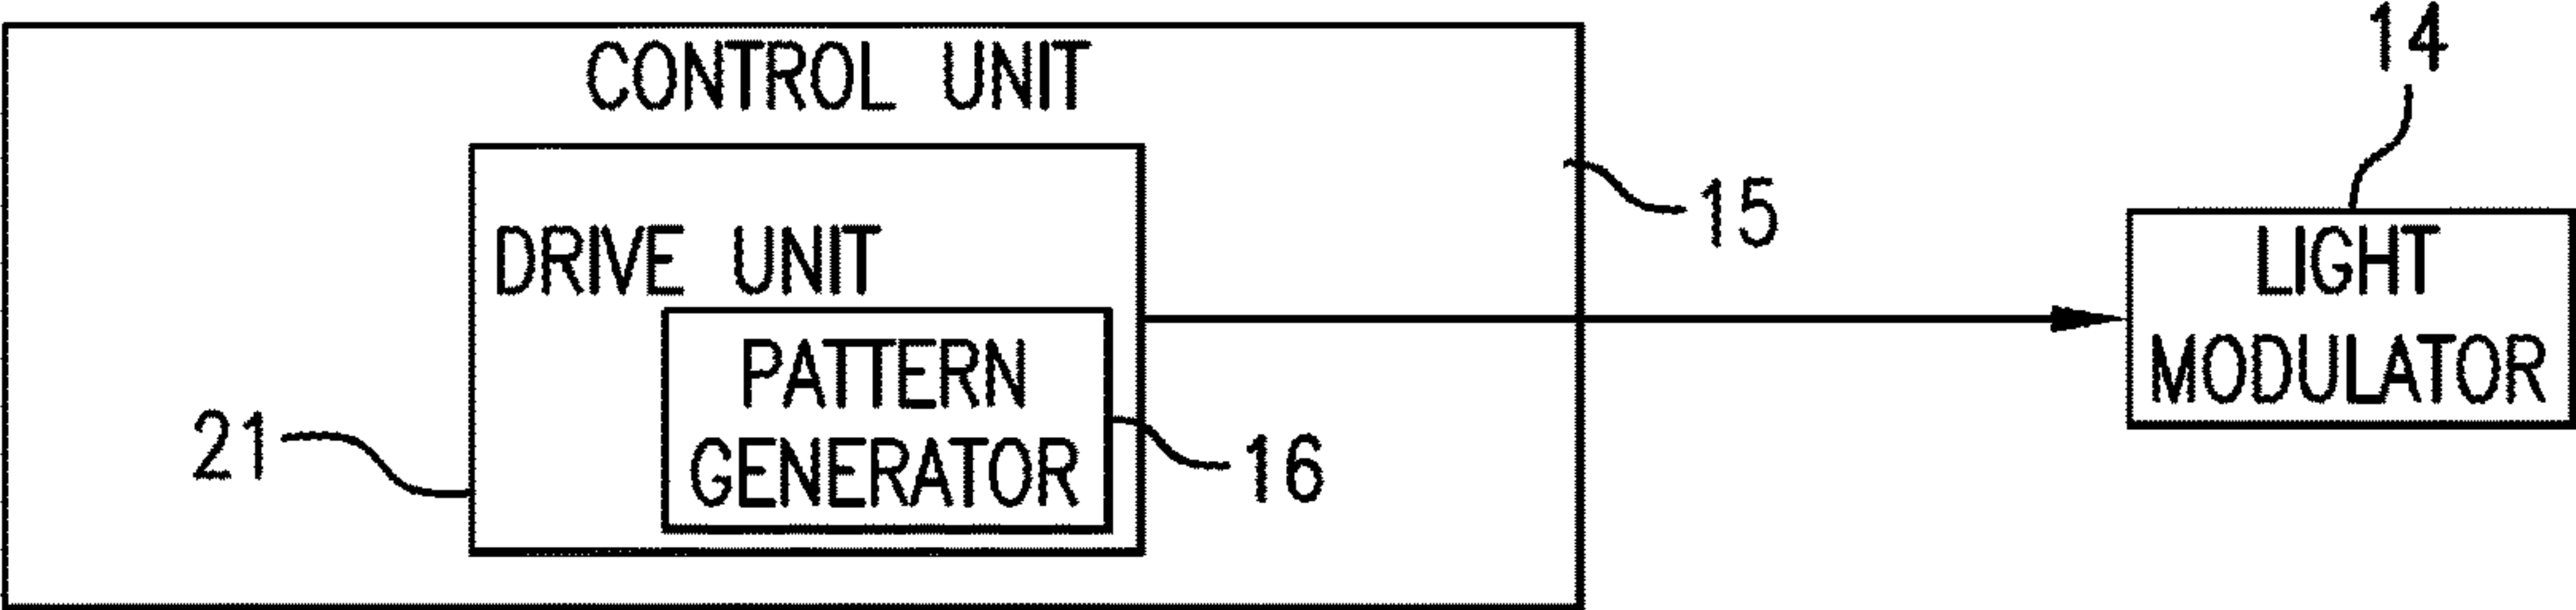 CONTROL UNIT
14
15
DRIVE UNIT
LIGHT
MODULATOR
PATTERN
GENERATOR
21
16